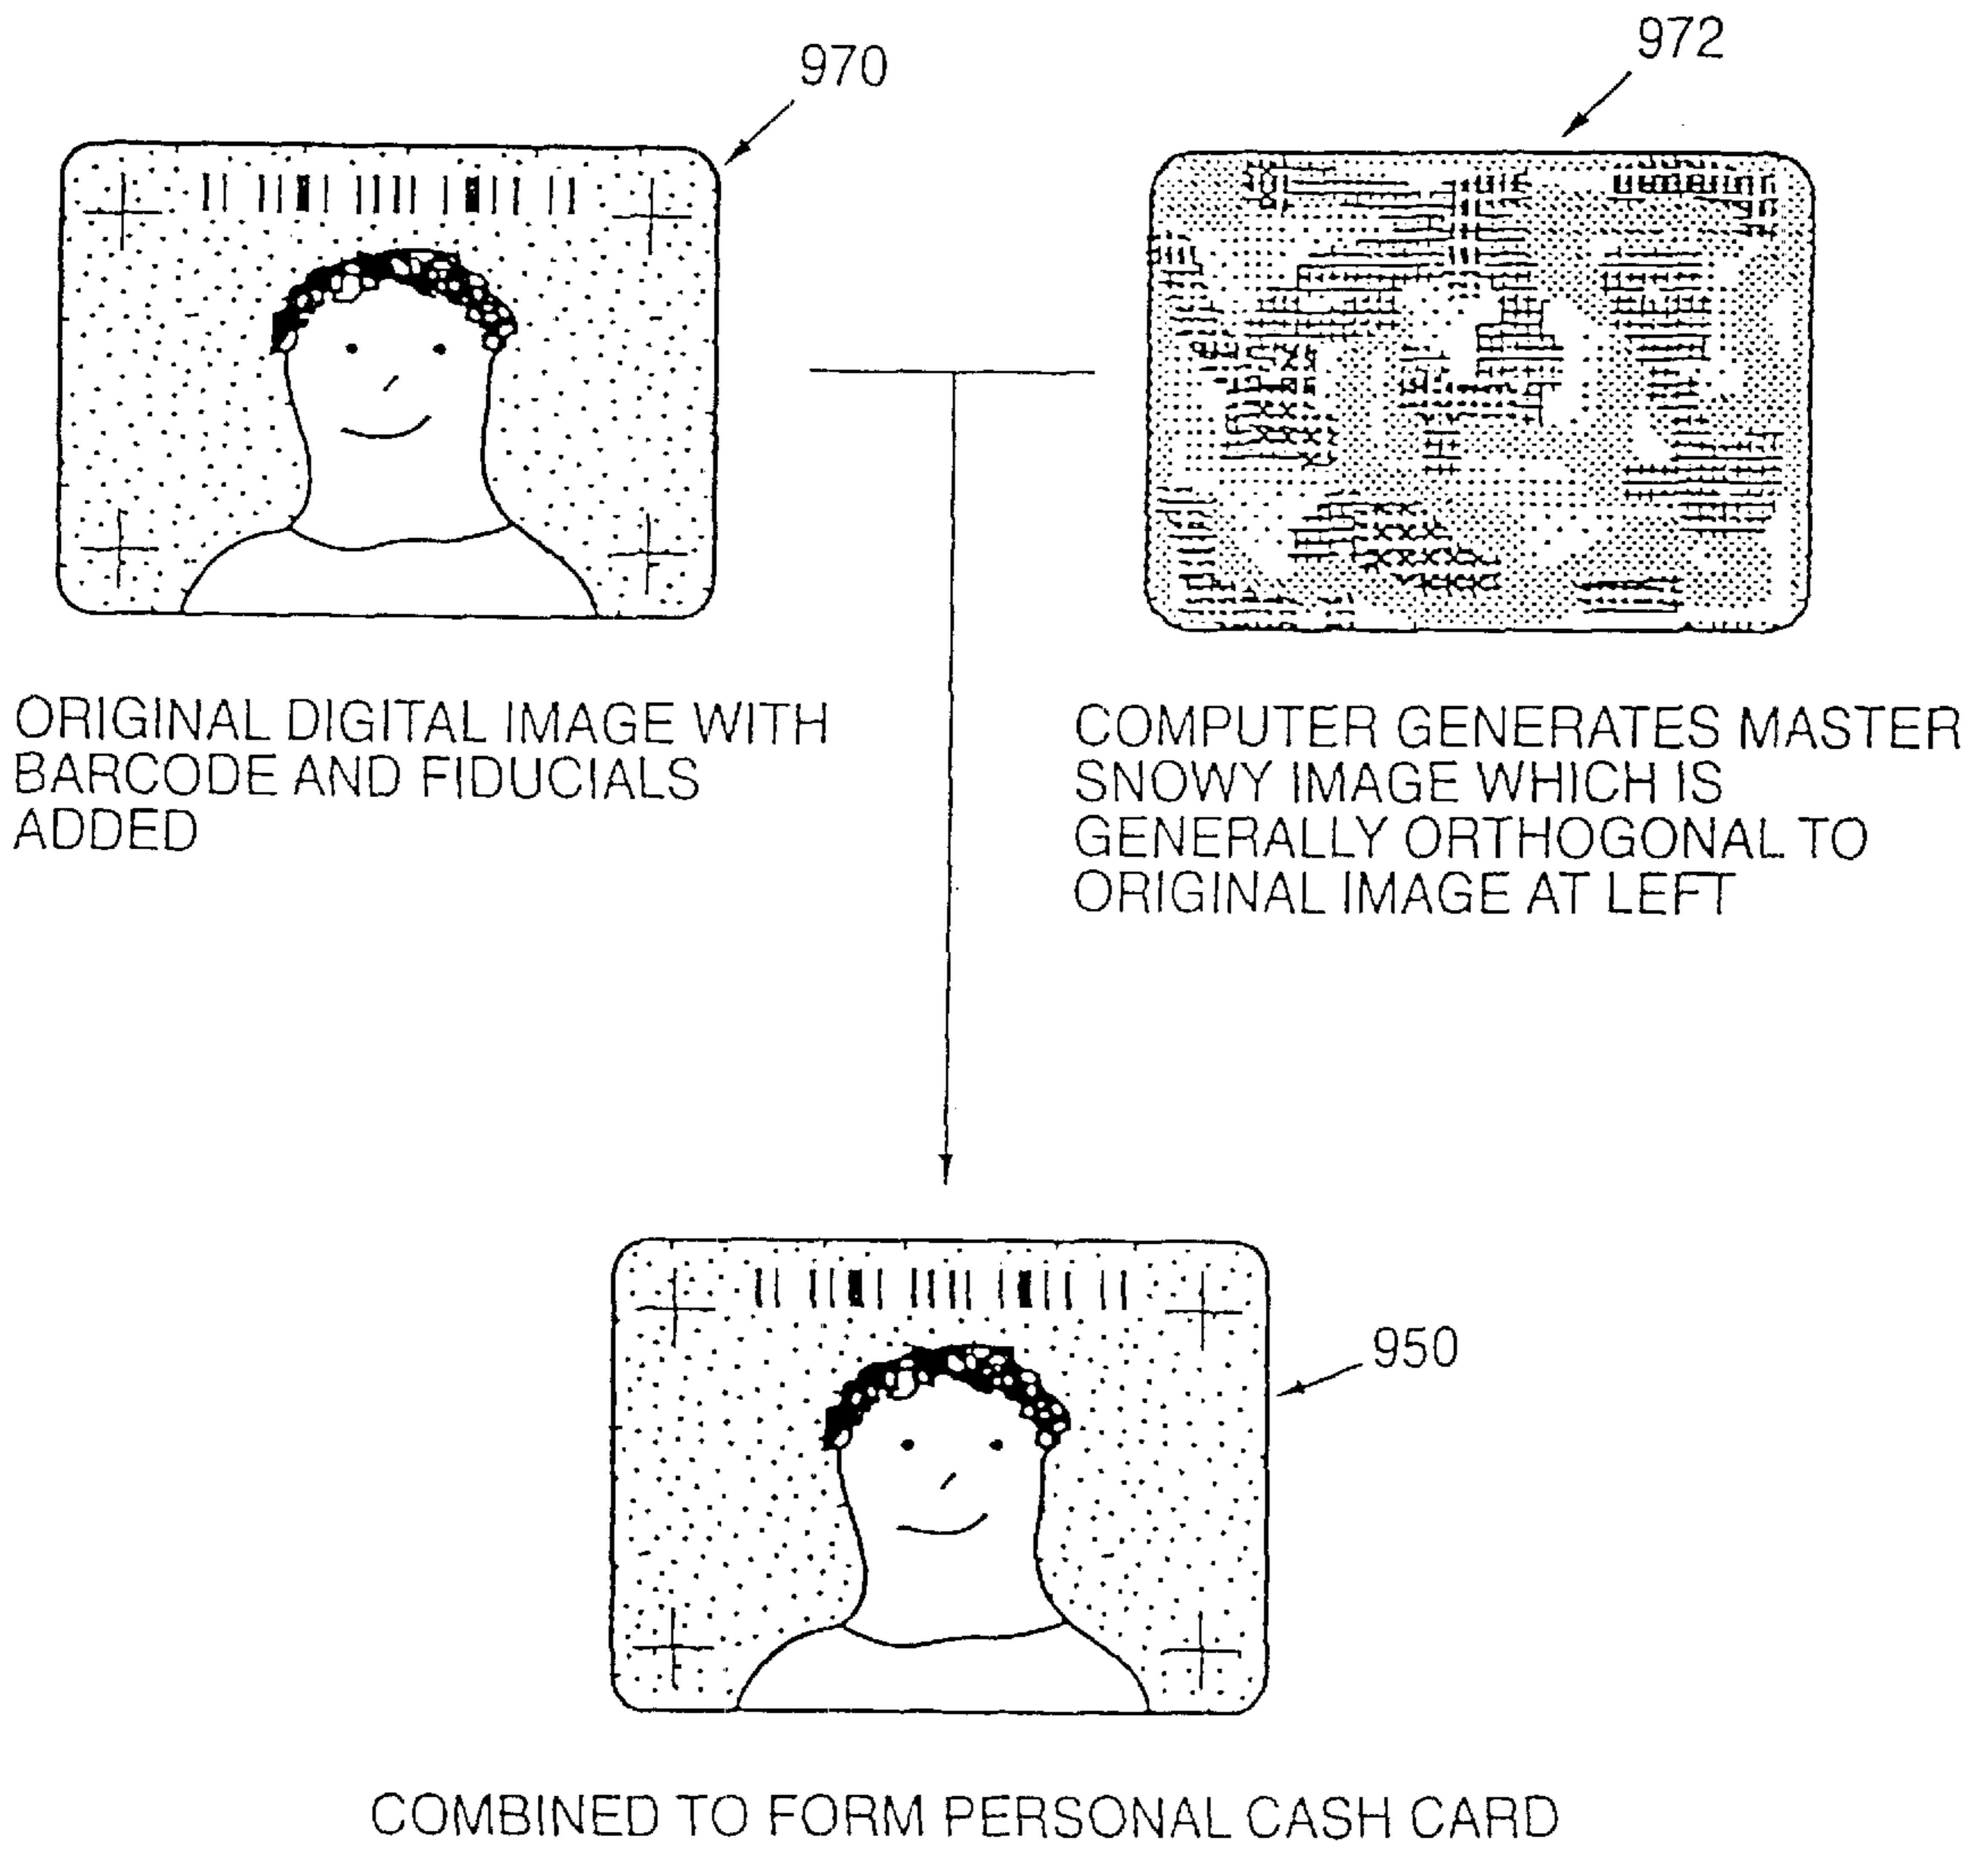 970
972
ORIGINAL DIGITAL IMAGE WITH
BARCODE AND FIDUCIALS
ADDED
COMPUTER GENERATES MASTER
SNOWY IMAGE WHICH IS
GENERALLY ORTHOGONAL TO
ORIGINAL IMAGE AT LEFT
950
COMBINED TO FORM PERSONAL CASH CARD